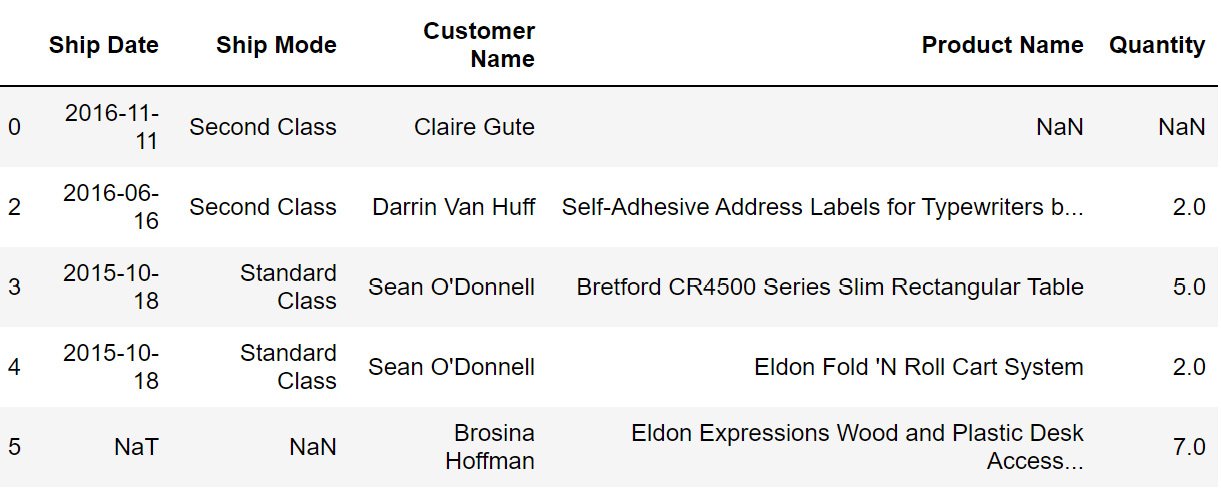 Ship Date Ship Mode Customer Name Product Name Quantity
0 2016-11-11 Second Class Claire Gute NaN NaN
2 2016-06-16 Second Class Darrin Van Huff Self-Adhesive Address Labels for Typewriters b... 2.0
3 2015-10-18 Standard Class Sean O'Donnell Bretford CR4500 Series Slim Rectangular Table 5.0
4 2015-10-18 Standard Class Sean O'Donnell Eldon Fold 'N Roll Cart System 2.0
5 NaT NaN Brosina Hoffman Eldon Expressions Wood and Plastic Desk Access... 7.0